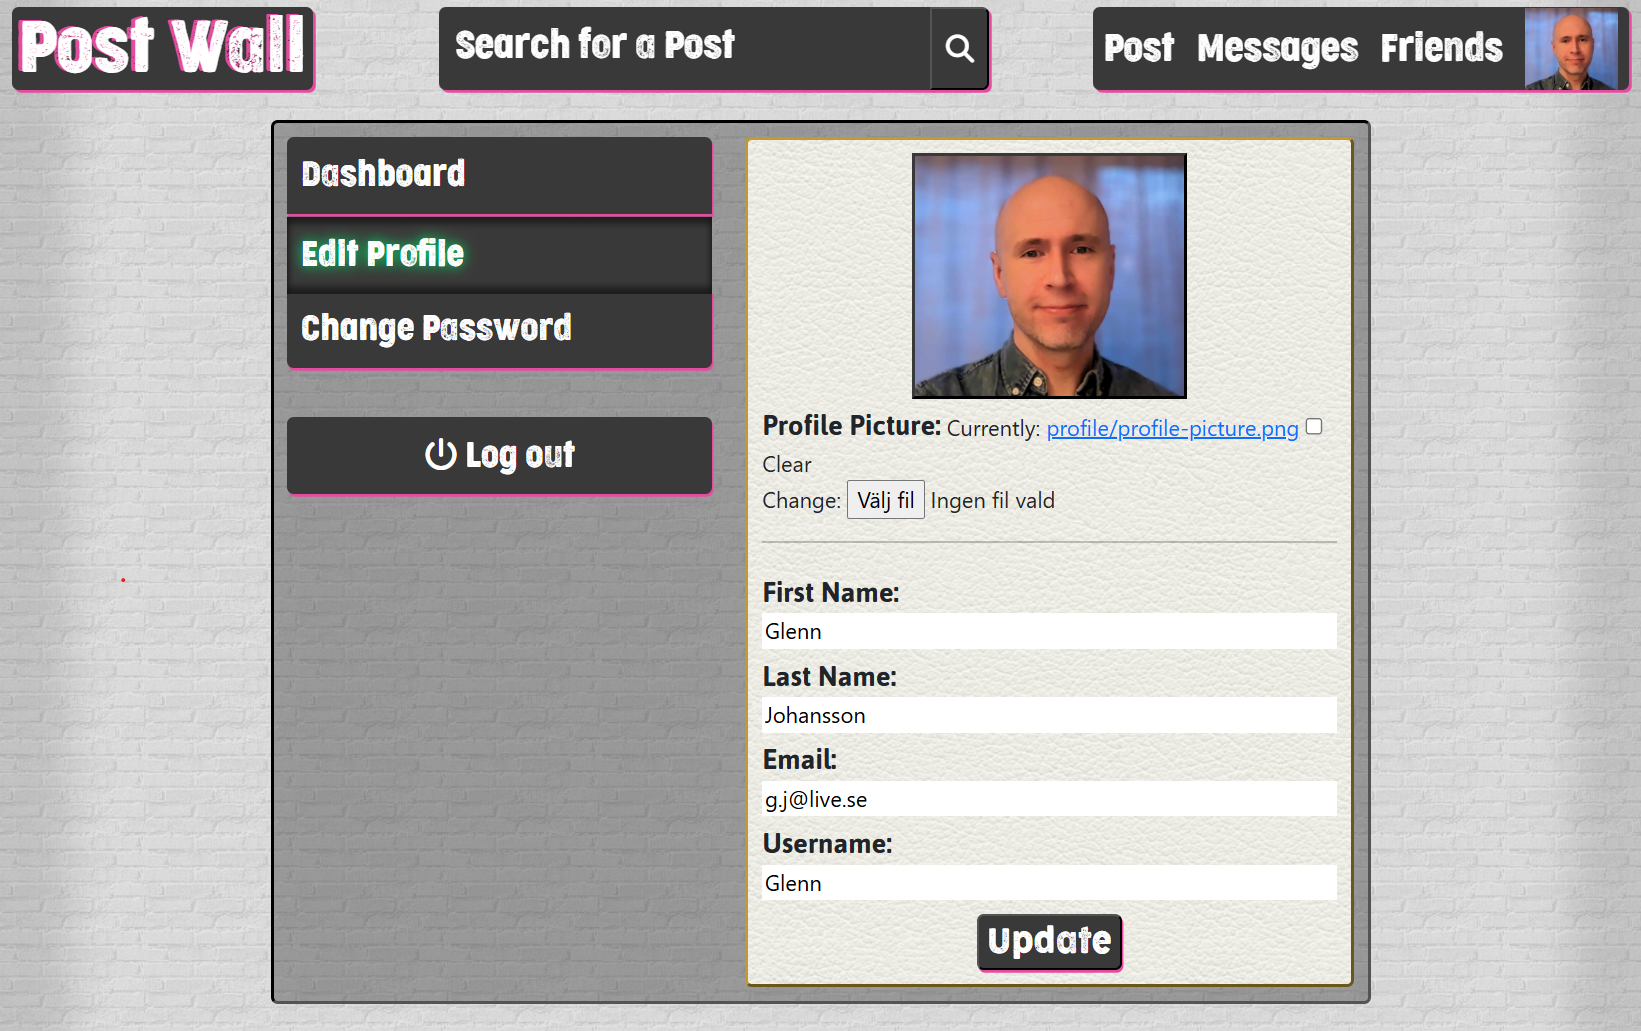 Post Wall
Search for a Post
Post Messages Friends
Dashboard
Edit Profile
Change Password
Log out
Profile Picture: Currently: profile/profile-picture.png
Clear
Change: Välj fil Ingen fil vald
First Name:
Glenn
Last Name:
Johansson
Email:
g.j@live.se
Username:
Glenn
Update